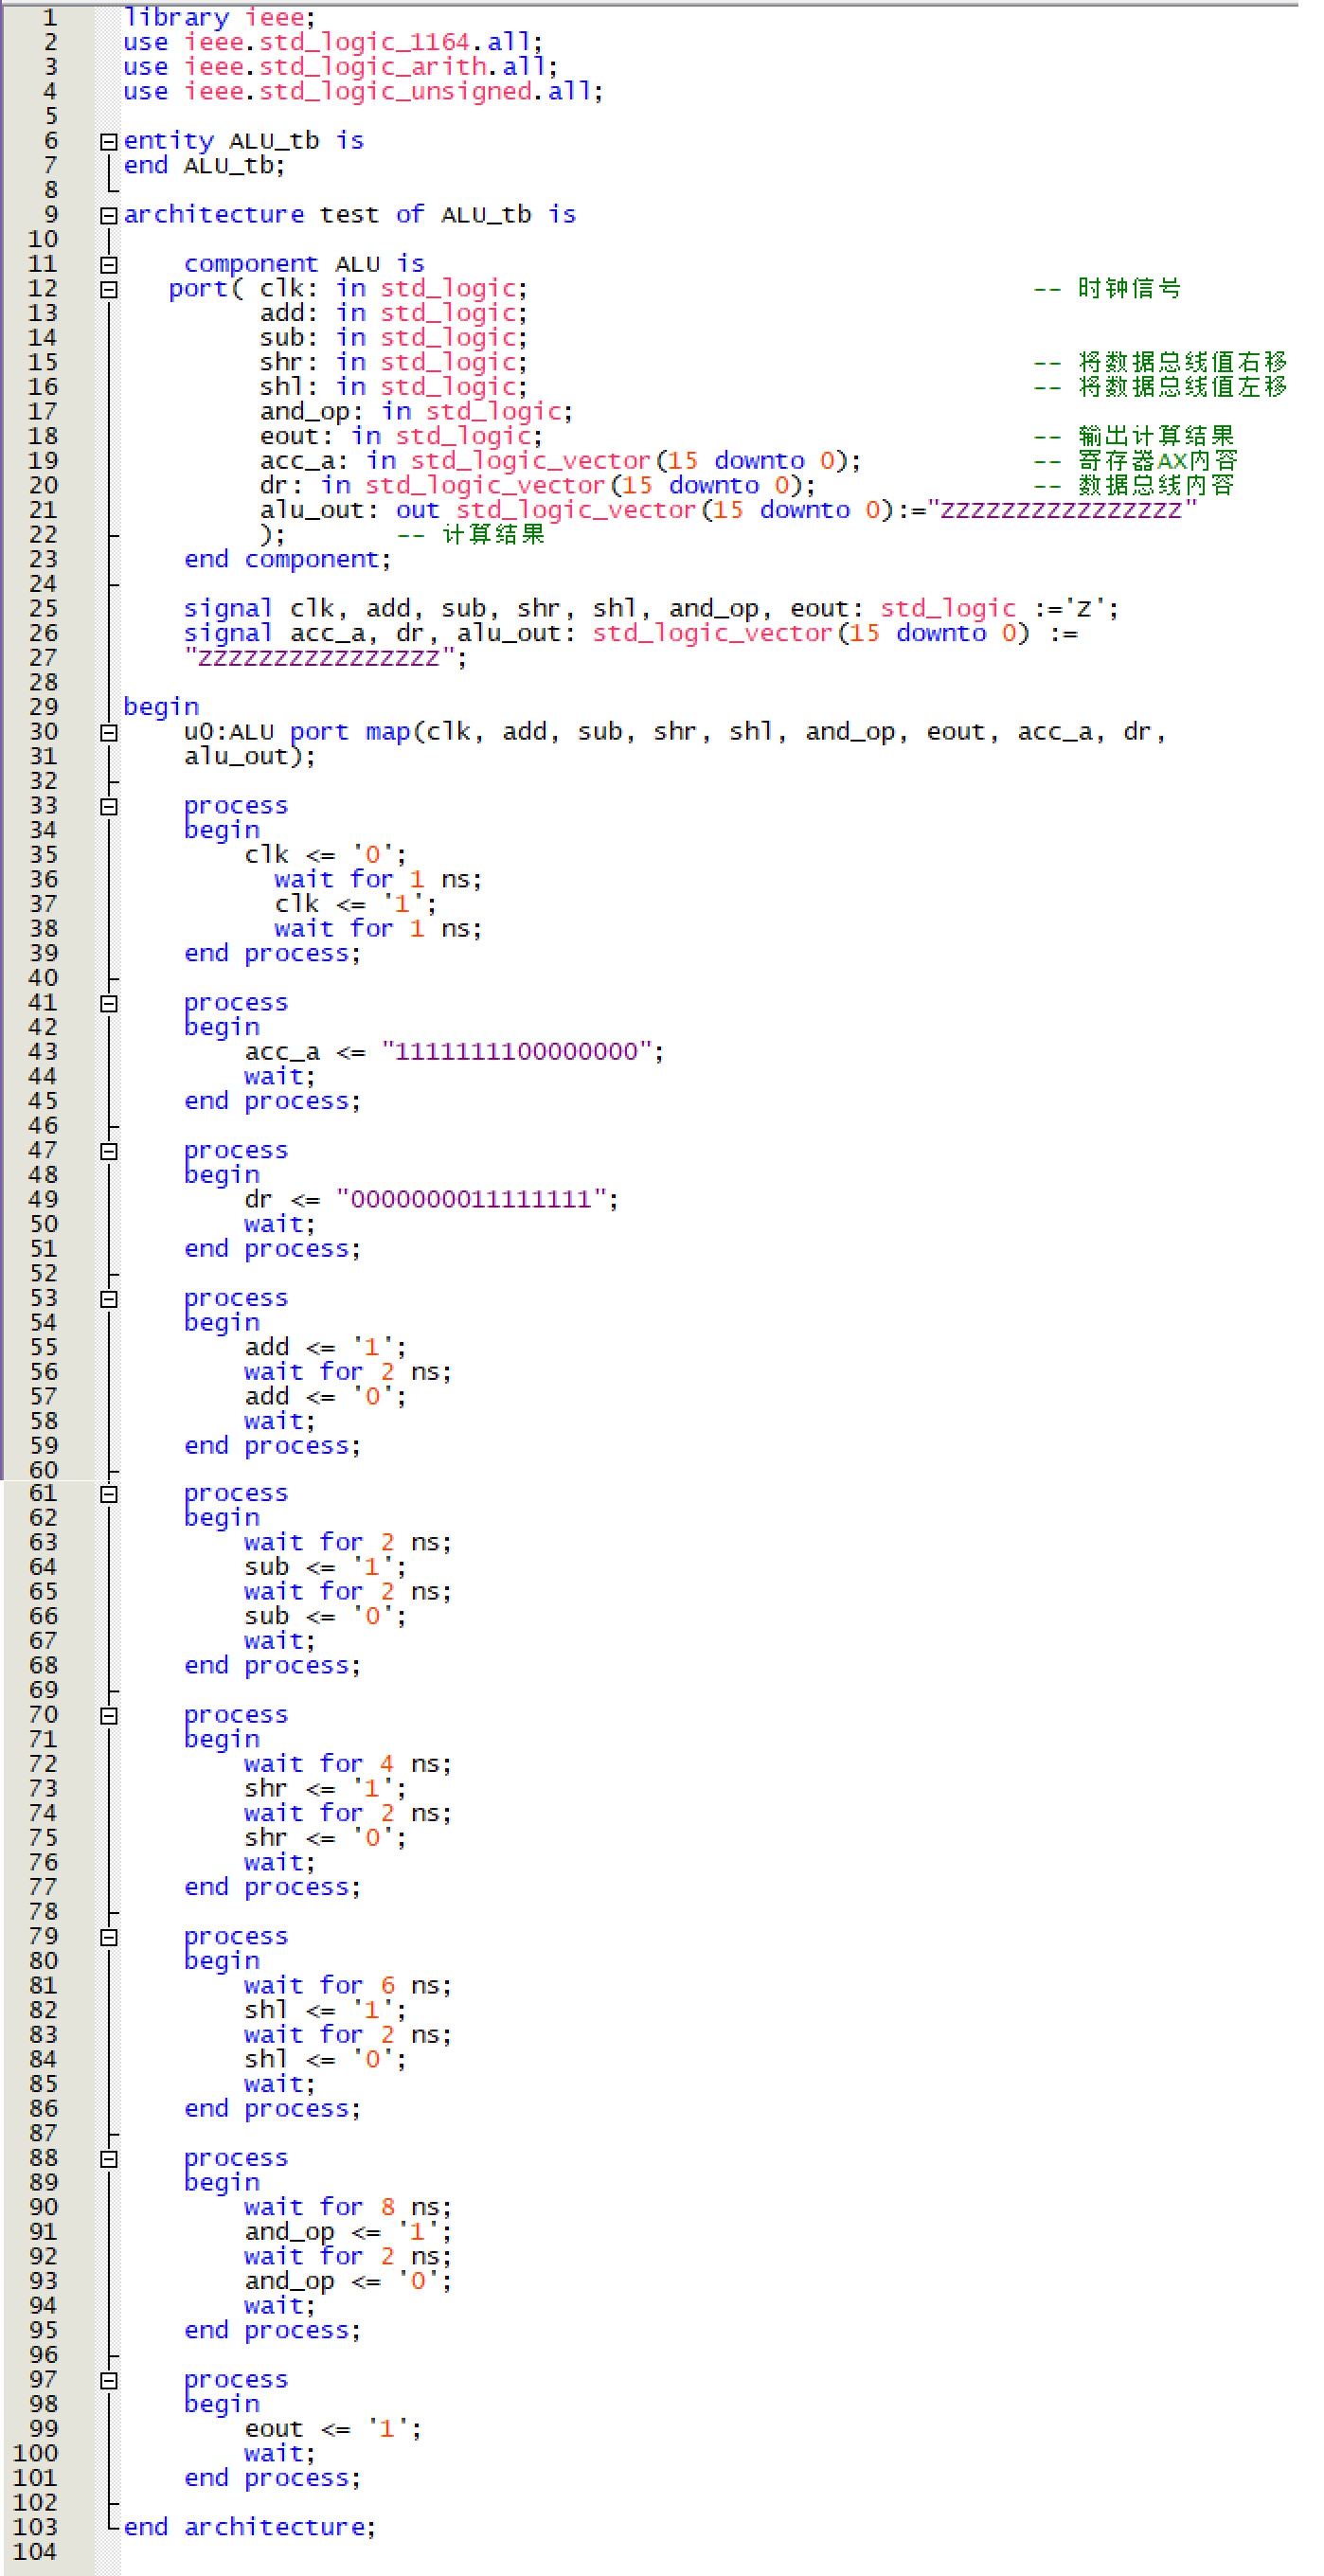 1 library ieee;
2 use ieee.std_logic_1164.all;
3 use ieee.std_logic_arith.all;
4 use ieee.std_logic_unsigned.all;
5
6 entity ALU_tb is
7 end ALU_tb;
8
9 architecture test of ALU_tb is
10
11 component ALU is
12 port( clk: in std_logic; -- 时钟信号
13 add: in std_logic;
14 sub: in std_logic;
15 shr: in std_logic; -- 将数据总线值右移
16 shl: in std_logic; -- 将数据总线值左移
17 and_op: in std_logic;
18 eout: in std_logic; -- 输出计算结果
19 acc_a: in std_logic_vector(15 downto 0); -- 寄存器AX内容
20 dr: in std_logic_vector(15 downto 0); -- 数据总线内容
21 alu_out: out std_logic_vector(15 downto 0):="ZZZZZZZZZZZZZZZZ"
22 ); -- 计算结果
23 end component;
24
25 signal clk, add, sub, shr, shl, and_op, eout: std_logic :='Z';
26 signal acc_a, dr, alu_out: std_logic_vector(15 downto 0) :=
27 "ZZZZZZZZZZZZZZZZ";
28
29 begin
30 u0:ALU port map(clk, add, sub, shr, shl, and_op, eout, acc_a, dr,
31 alu_out);
32
33 process
34 begin
35 clk <= '0';
36 wait for 1 ns;
37 clk <= '1';
38 wait for 1 ns;
39 end process;
40
41 process
42 begin
43 acc_a <= "1111111100000000";
44 wait;
45 end process;
46
47 process
48 begin
49 dr <= "0000000011111111";
50 wait;
51 end process;
52
53 process
54 begin
55 add <= '1';
56 wait for 2 ns;
57 add <= '0';
58 wait;
59 end process;
60
61 process
62 begin
63 wait for 2 ns;
64 sub <= '1';
65 wait for 2 ns;
66 sub <= '0';
67 wait;
68 end process;
69
70 process
71 begin
72 wait for 4 ns;
73 shr <= '1';
74 wait for 2 ns;
75 shr <= '0';
76 wait;
77 end process;
78
79 process
80 begin
81 wait for 6 ns;
82 shl <= '1';
83 wait for 2 ns;
84 shl <= '0';
85 wait;
86 end process;
87
88 process
89 begin
90 wait for 8 ns;
91 and_op <= '1';
92 wait for 2 ns;
93 and_op <= '0';
94 wait;
95 end process;
96
97 process
98 begin
99 eout <= '1';
100 wait;
101 end process;
102
103 end architecture;
104